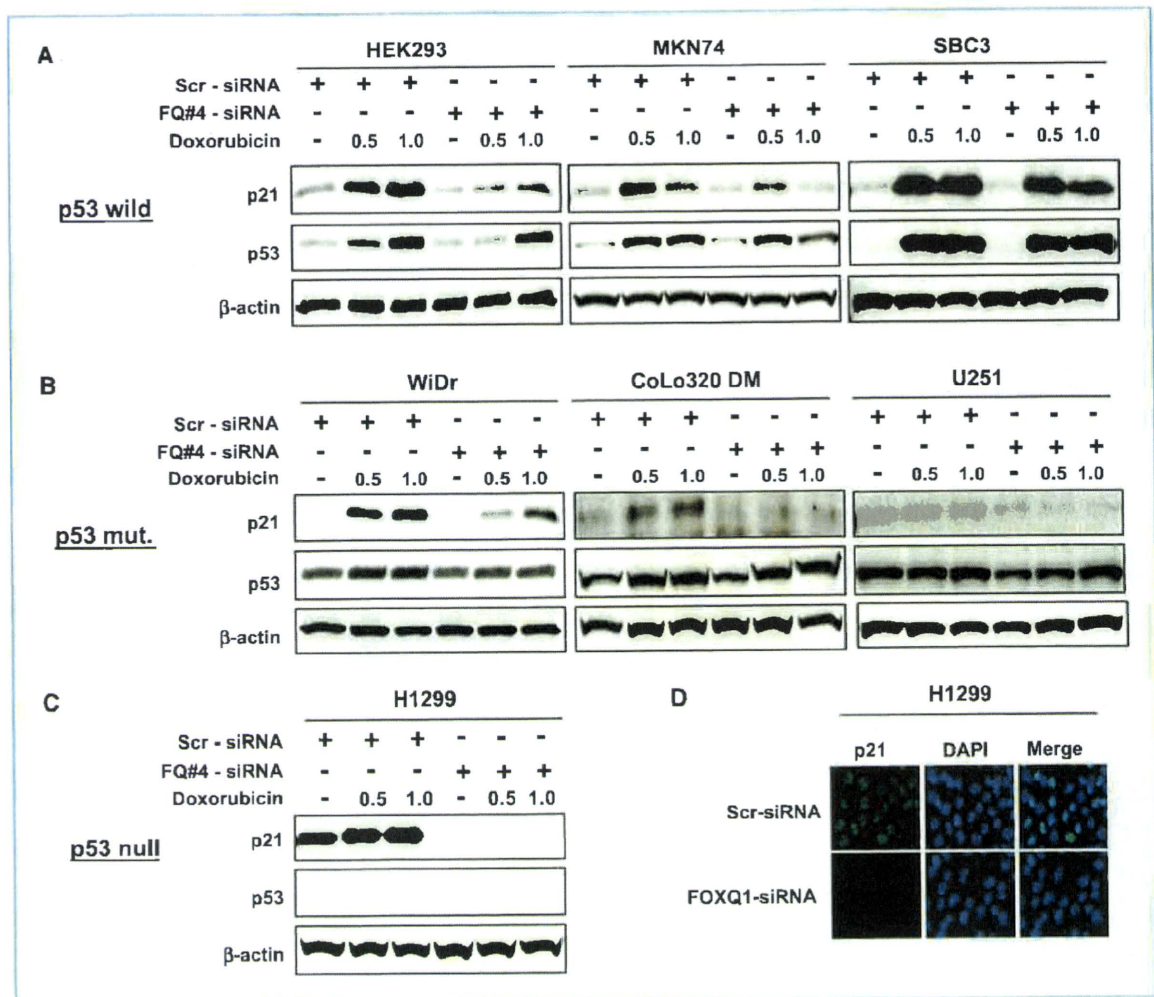 A
HEK293 MKN74 SBC3
Scr - siRNA + + + - - - + + + - - - + + + - - -
FQ#4 - siRNA - - - + + + - - - + + + - - - + + +
Doxorubicin - 0.5 1.0 - 0.5 1.0 - 0.5 1.0 - 0.5 1.0 - 0.5 1.0 - 0.5 1.0
p53 wild
p21
p53
β-actin
B
WiDr CoLo320 DM U251
Scr - siRNA + + + - - - + + + - - - + + + - - -
FQ#4 - siRNA - - - + + + - - - + + + - - - + + +
Doxorubicin - 0.5 1.0 - 0.5 1.0 - 0.5 1.0 - 0.5 1.0 - 0.5 1.0 - 0.5 1.0
p53 mut.
p21
p53
β-actin
C
H1299
Scr - siRNA + + + - - -
FQ#4 - siRNA - - - + + +
Doxorubicin - 0.5 1.0 - 0.5 1.0
p53 null
p21
p53
β-actin
D
H1299
p21 DAPI Merge
Scr-siRNA
FOXQ1-siRNA